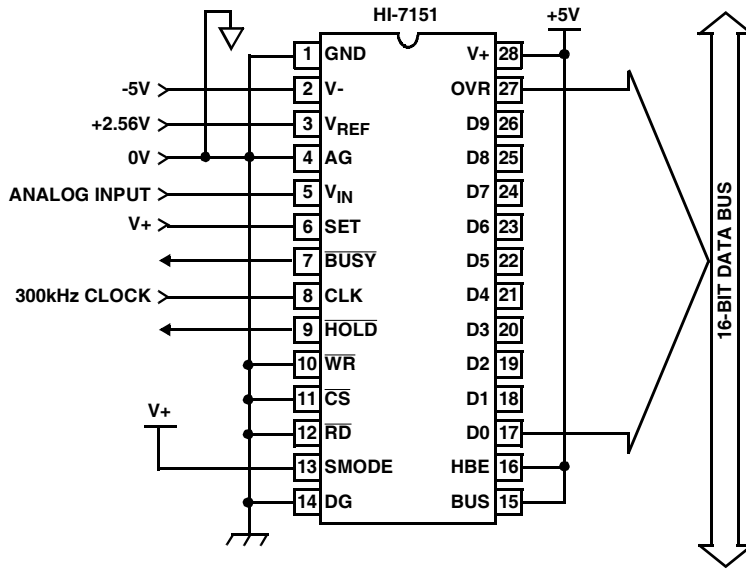 HI-7151
+5V
1 GND
V+ 28
-5V
2 V-
OVR 27
+2.56V
3 VREF
D9 26
0V
4 AG
D8 25
ANALOG INPUT
5 VIN
D7 24
V+
6 SET
D6 23
7 BUSY
D5 22
300kHz CLOCK
8 CLK
D4 21
9 HOLD
D3 20
10 WR
D2 19
11 CS
D1 18
V+
12 RD
D0 17
13 SMODE
HBE 16
14 DG
BUS 15
16-BIT DATA BUS